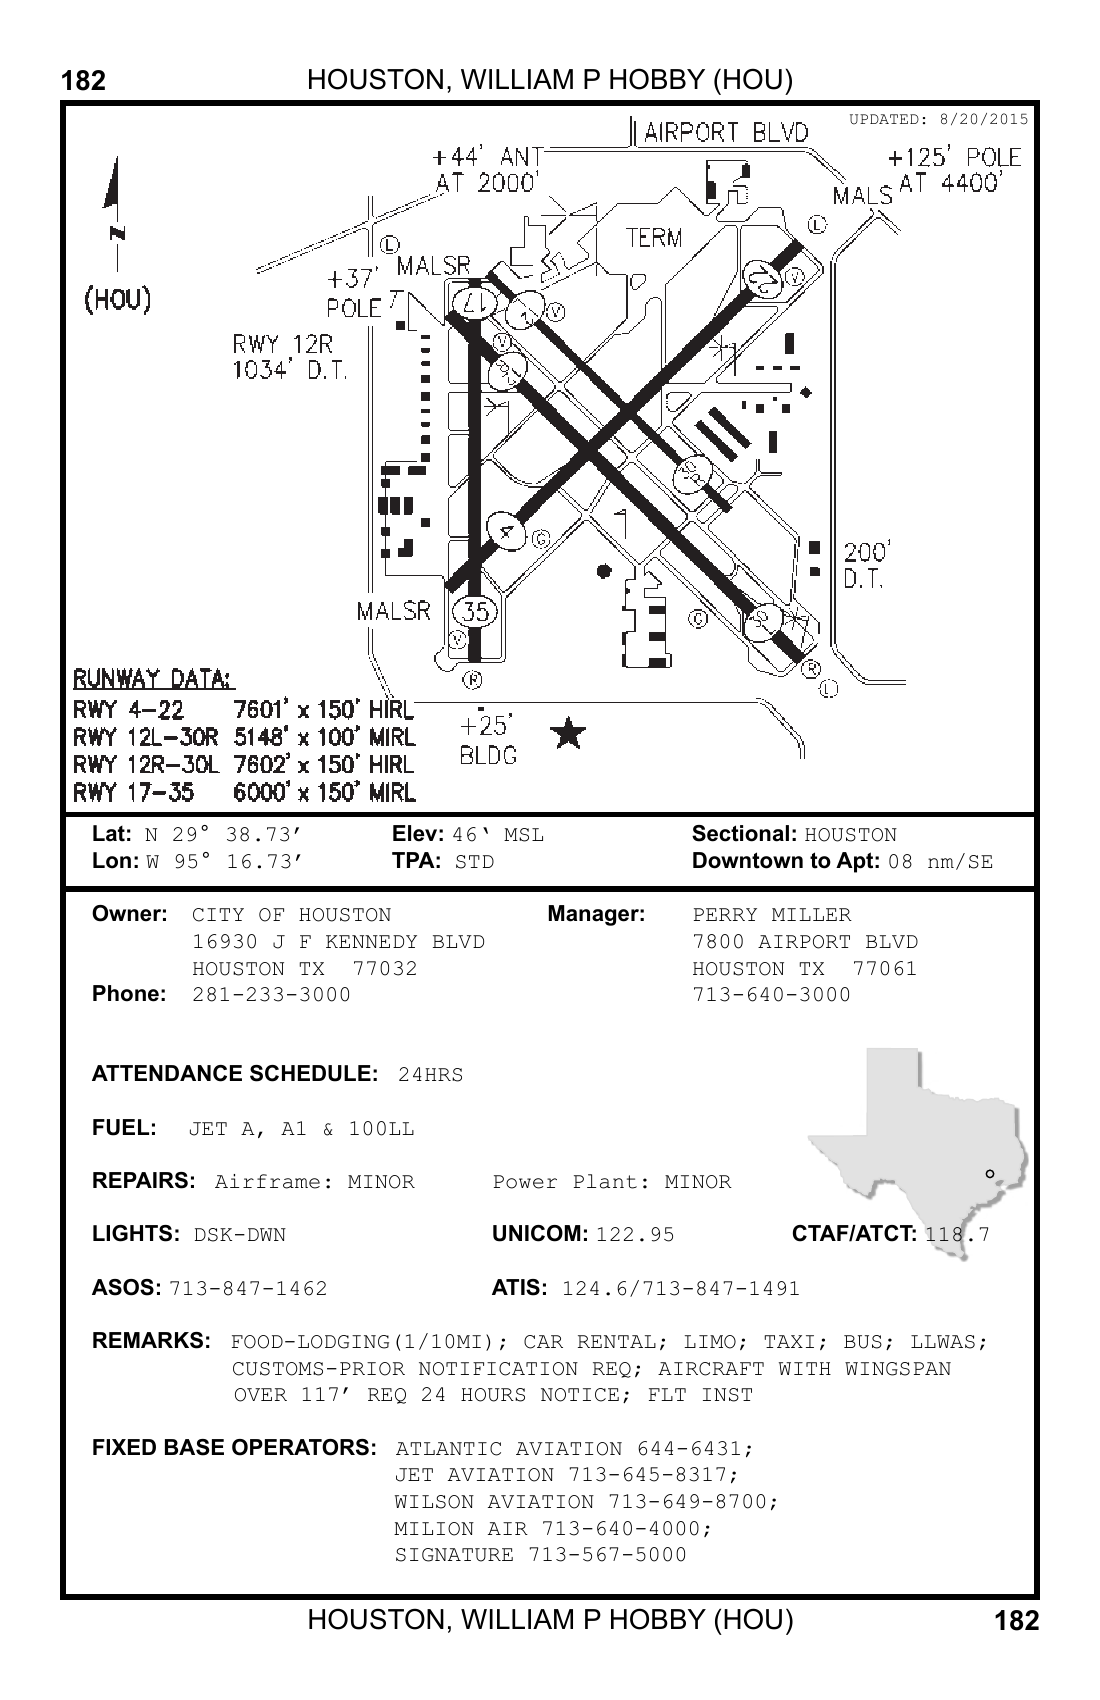 182 HOUSTON, WILLIAM P HOBBY (HOU)
UPDATED: 8/20/2015
AIRPORT BLVD
+44' ANT
AT 2000'
+125' POLE
AT 4400'
MALS
L
L
N
(HOU)
TERM
MALSR
+37'
POLE
RWY 12R
1034' D.T.
17
V
22
V
V
4
G
200'
D.T.
MALSR
35
V
G
R
R
L
RUNWAY DATA:
RWY 4-22 7601' x 150' HIRL
RWY 12L-30R 5148' x 100' MIRL
RWY 12R-30L 7602' x 150' HIRL
RWY 17-35 6000' x 150' MIRL
+25'
BLDG
Lat: N 29° 38.73′ Elev: 46‘ MSL Sectional: HOUSTON
Lon: W 95° 16.73′ TPA: STD Downtown to Apt: 08 nm/SE
Owner: CITY OF HOUSTON Manager: PERRY MILLER
16930 J F KENNEDY BLVD 7800 AIRPORT BLVD
HOUSTON TX 77032 HOUSTON TX 77061
Phone: 281-233-3000 713-640-3000
ATTENDANCE SCHEDULE: 24HRS
FUEL: JET A, A1 & 100LL
REPAIRS: Airframe: MINOR Power Plant: MINOR
LIGHTS: DSK-DWN UNICOM: 122.95 CTAF/ATCT: 118.7
ASOS: 713-847-1462 ATIS: 124.6/713-847-1491
REMARKS: FOOD-LODGING(1/10MI); CAR RENTAL; LIMO; TAXI; BUS; LLWAS;
CUSTOMS-PRIOR NOTIFICATION REQ; AIRCRAFT WITH WINGSPAN
OVER 117′ REQ 24 HOURS NOTICE; FLT INST
FIXED BASE OPERATORS: ATLANTIC AVIATION 644-6431;
JET AVIATION 713-645-8317;
WILSON AVIATION 713-649-8700;
MILION AIR 713-640-4000;
SIGNATURE 713-567-5000
HOUSTON, WILLIAM P HOBBY (HOU) 182